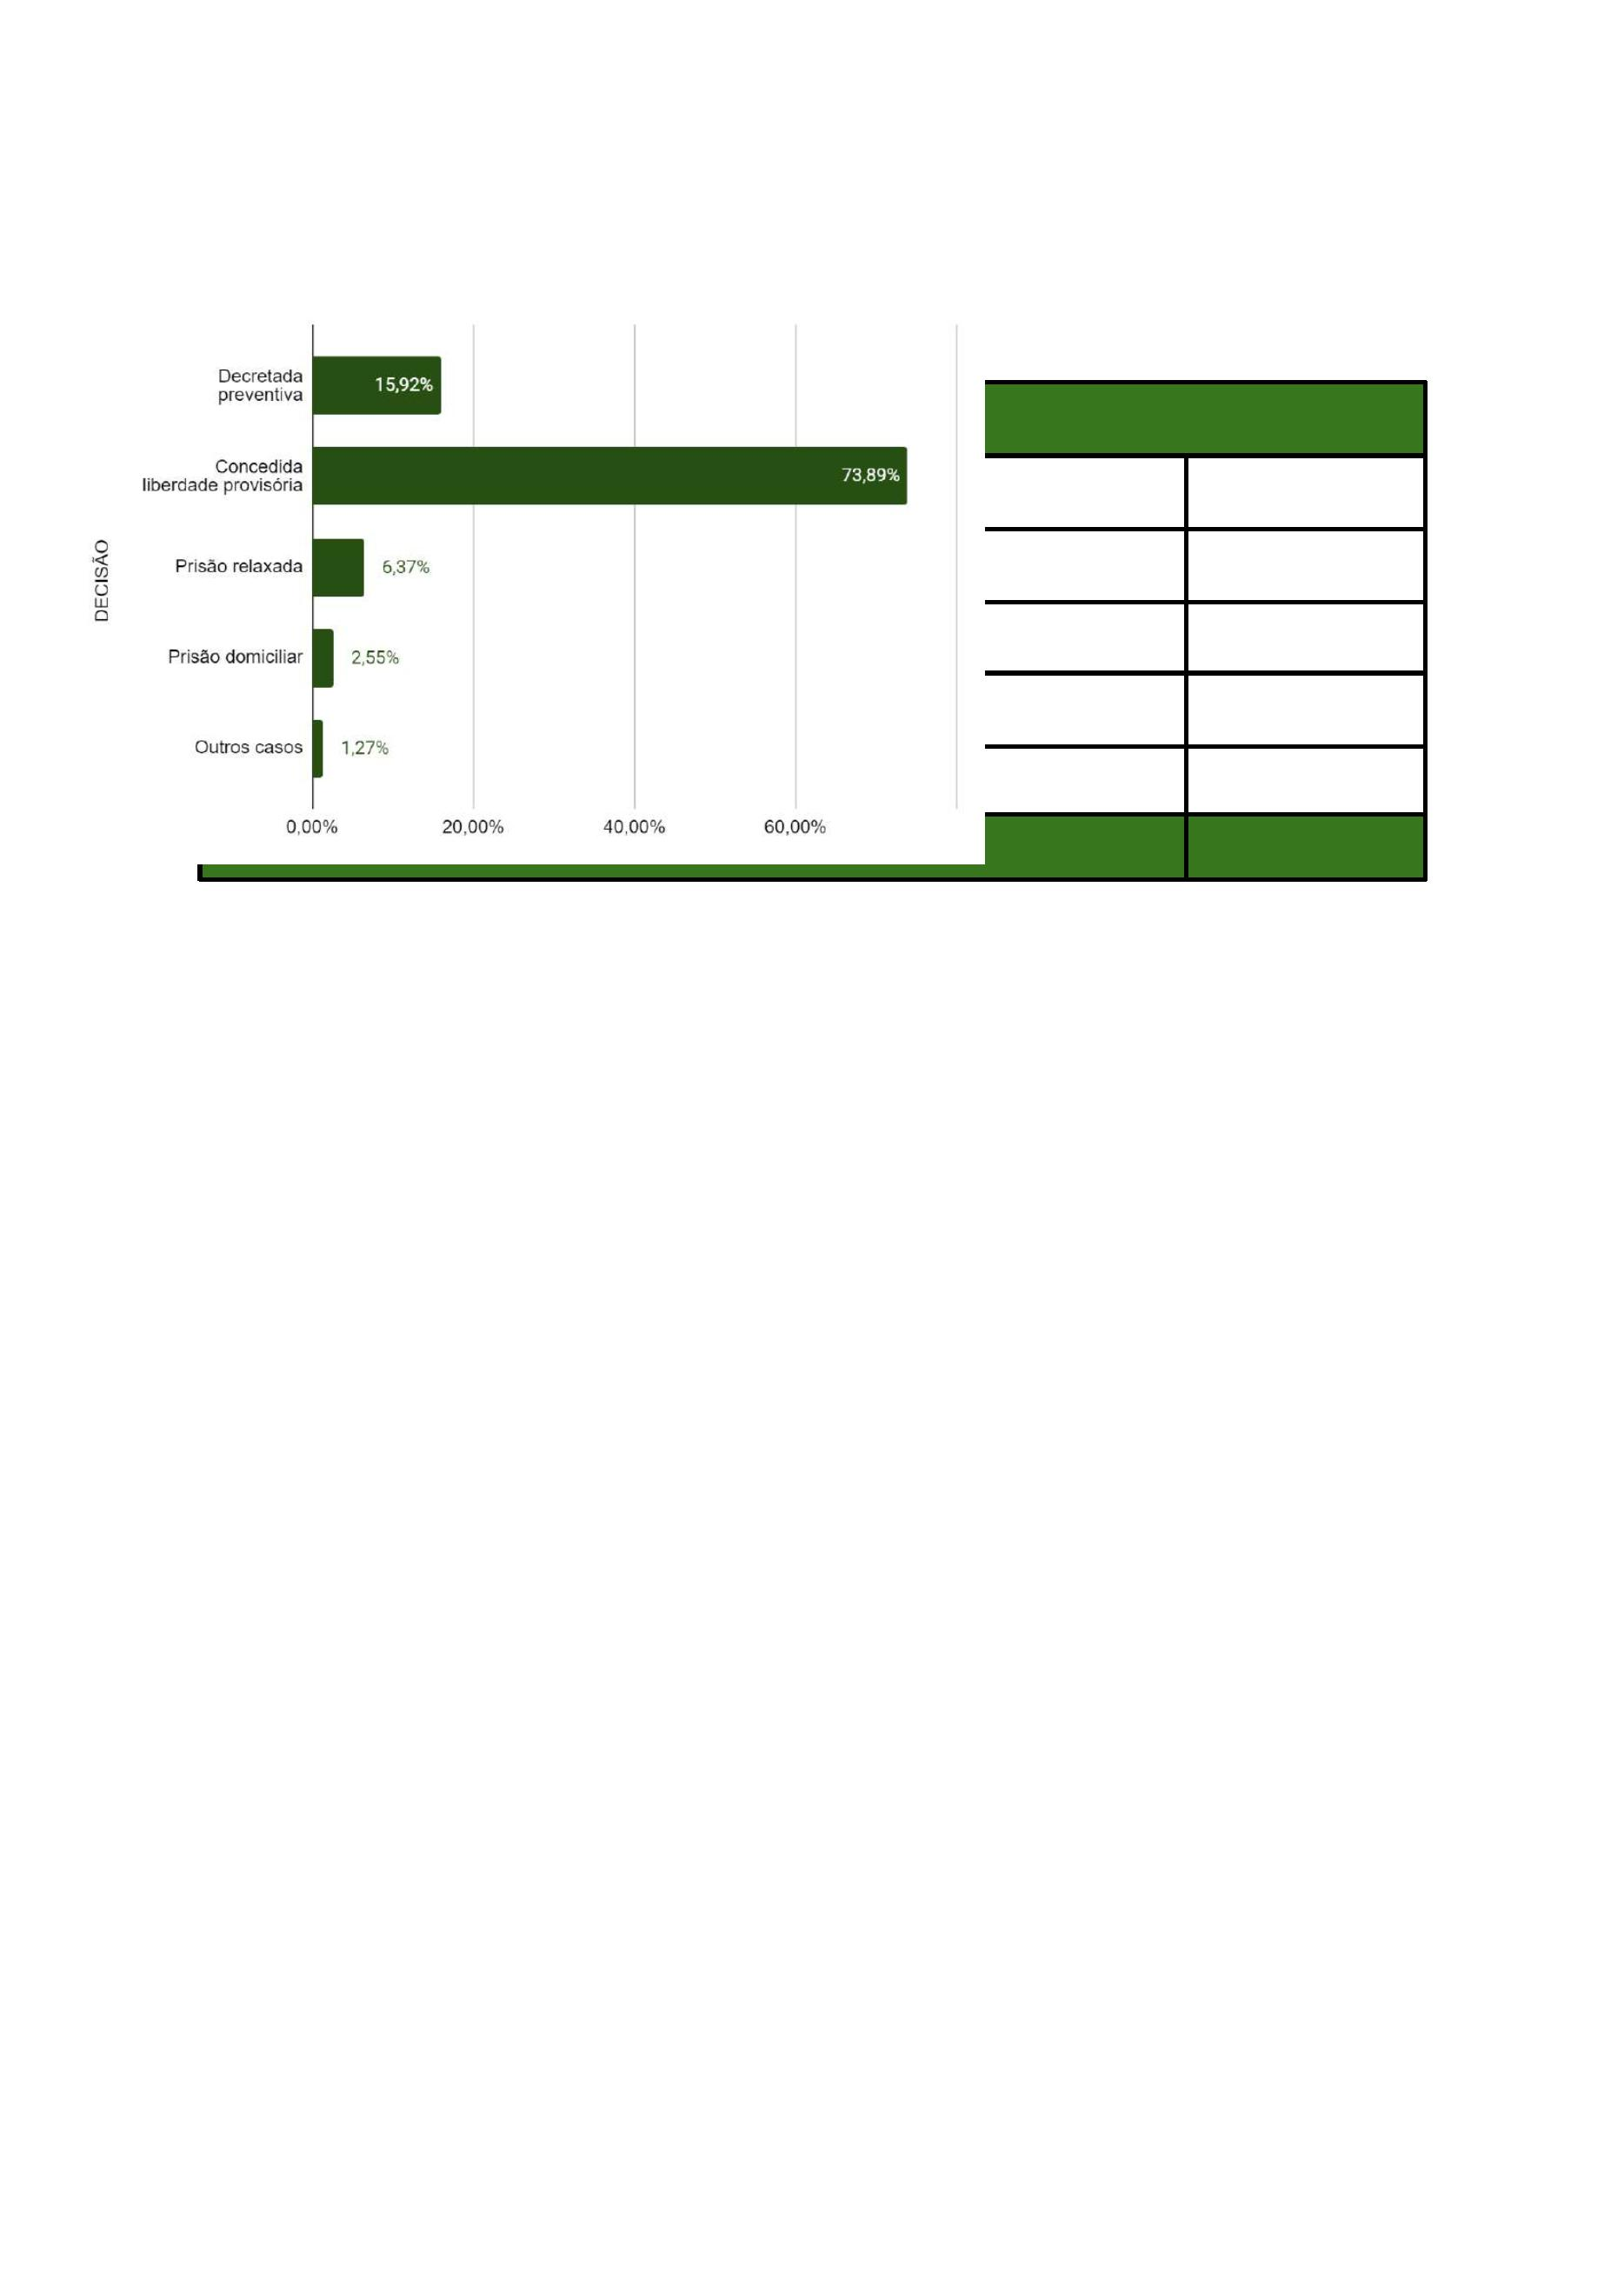 Decretada
preventiva
15,92%
Concedida
liberdade provisória
73,89%
DECISÃO
Prisão relaxada
6,37%
Prisão domiciliar
2,55%
Outros casos
1,27%
0,00%
20,00%
40,00%
60,00%